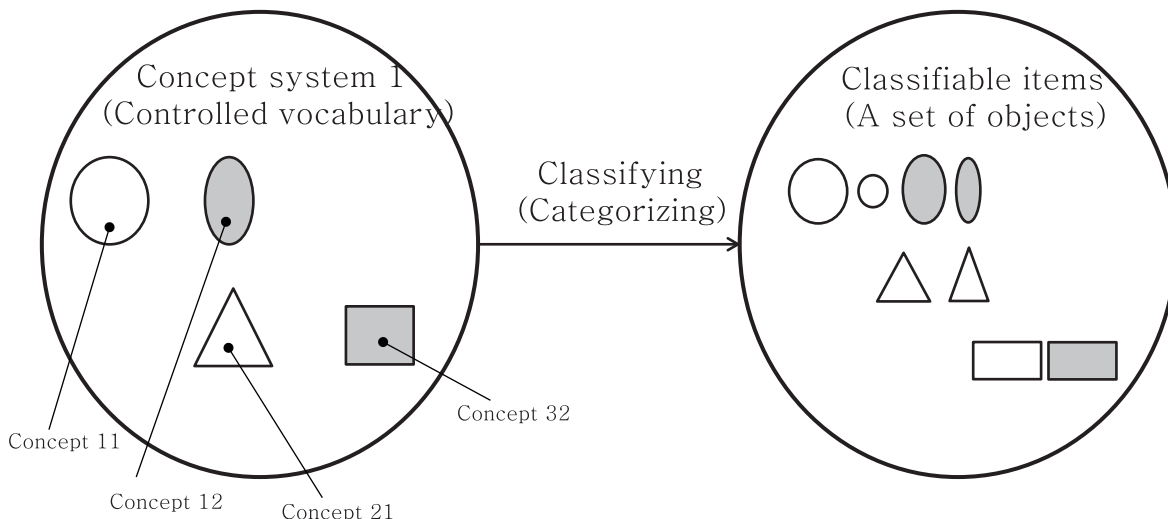 Concept system 1
(Controlled vocabulary)
Classifiable items
(A set of objects)
Classifying
(Categorizing)
Concept 32
Concept 11
Concept 12
Concept 21